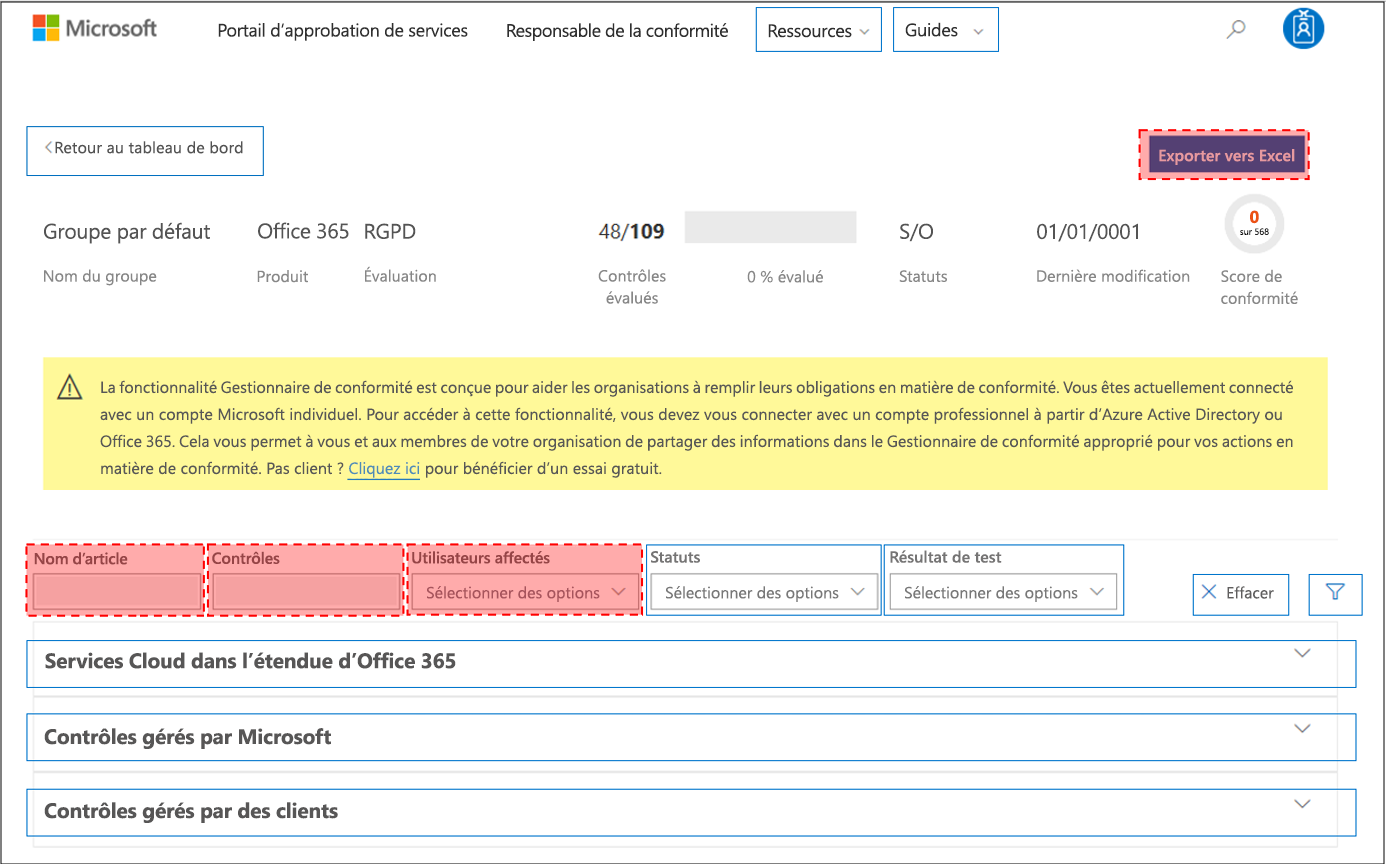 Microsoft
Portail d’approbation de services
Responsable de la conformité
Ressources
Guides
Retour au tableau de bord
Exporter vers Excel
Groupe par défaut
Office 365
RGPD
48/109
S/O
01/01/0001
0
sur 568
Nom du groupe
Produit
Évaluation
Contrôles
évalués
0 % évalué
Statuts
Dernière modification
Score de
conformité
La fonctionnalité Gestionnaire de conformité est conçue pour aider les organisations à remplir leurs obligations en matière de conformité. Vous êtes actuellement connecté
avec un compte Microsoft individuel. Pour accéder à cette fonctionnalité, vous devez vous connecter avec un compte professionnel à partir d’Azure Active Directory ou
Office 365. Cela vous permet à vous et aux membres de votre organisation de partager des informations dans le Gestionnaire de conformité approprié pour vos actions en
matière de conformité. Pas client ? Cliquez ici pour bénéficier d’un essai gratuit.
Nom d’article
Contrôles
Utilisateurs affectés
Statuts
Résultat de test
Sélectionner des options
Sélectionner des options
Sélectionner des options
Effacer
Services Cloud dans l’étendue d’Office 365
Contrôles gérés par Microsoft
Contrôles gérés par des clients